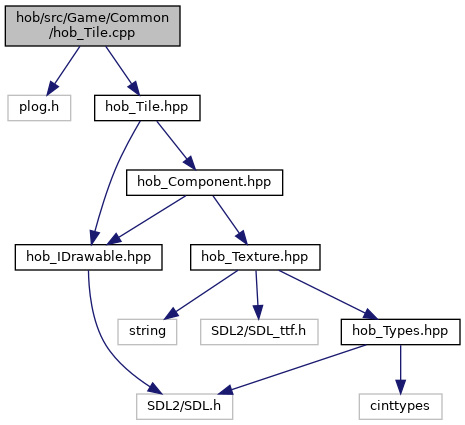 hob/src/Game/Common
/hob_Tile.cpp
plog.h
hob_Tile.hpp
hob_Component.hpp
hob_IDrawable.hpp
hob_Texture.hpp
string
SDL2/SDL_ttf.h
hob_Types.hpp
SDL2/SDL.h
cinttypes